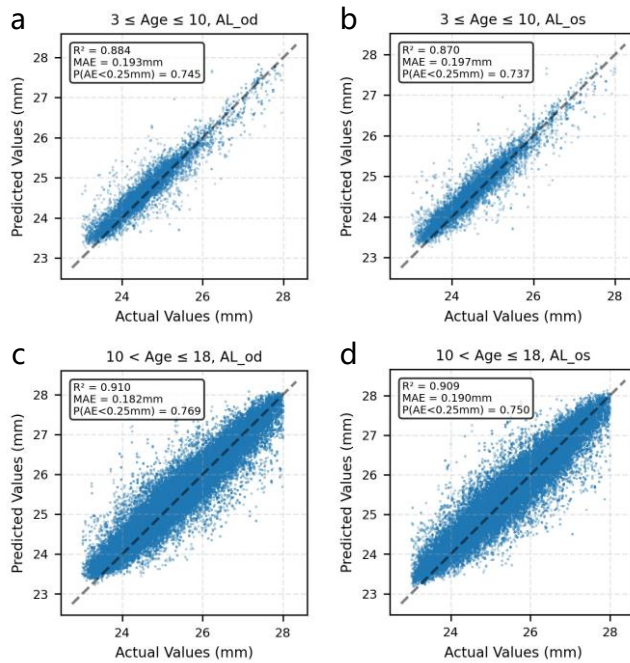 a
3 ≤ Age ≤ 10, AL_od
R² = 0.884
MAE = 0.193mm
P(AE<0.25mm) = 0.745
Predicted Values (mm)
28
27
26
25
24
23
24
26
28
Actual Values (mm)
b
3 ≤ Age ≤ 10, AL_os
R² = 0.870
MAE = 0.197mm
P(AE<0.25mm) = 0.737
Predicted Values (mm)
28
27
26
25
24
23
24
26
28
Actual Values (mm)
c
10 < Age ≤ 18, AL_od
R² = 0.910
MAE = 0.182mm
P(AE<0.25mm) = 0.769
Predicted Values (mm)
28
27
26
25
24
23
24
26
28
Actual Values (mm)
d
10 < Age ≤ 18, AL_os
R² = 0.909
MAE = 0.190mm
P(AE<0.25mm) = 0.750
Predicted Values (mm)
28
27
26
25
24
23
24
26
28
Actual Values (mm)